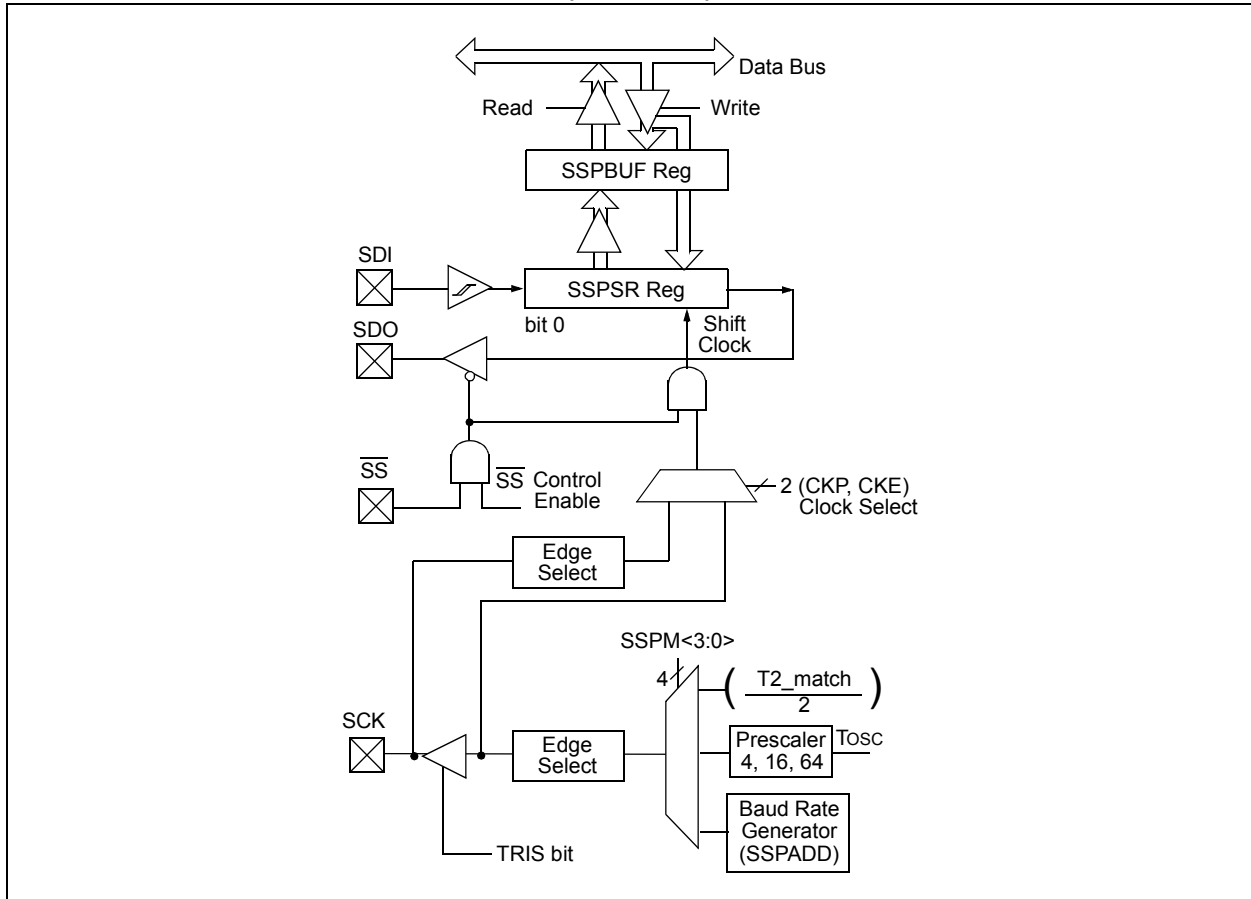 Data Bus
Read
Write
SSPBUF Reg
SDI
SSPSR Reg
bit 0
Shift
Clock
SDO
SS
SS Control
Enable
2 (CKP, CKE)
Clock Select
Edge
Select
SSPM<3:0>
4
( T2_match )
2
SCK
Edge
Select
Prescaler
4, 16, 64
TOSC
Baud Rate
Generator
(SSPADD)
TRIS bit